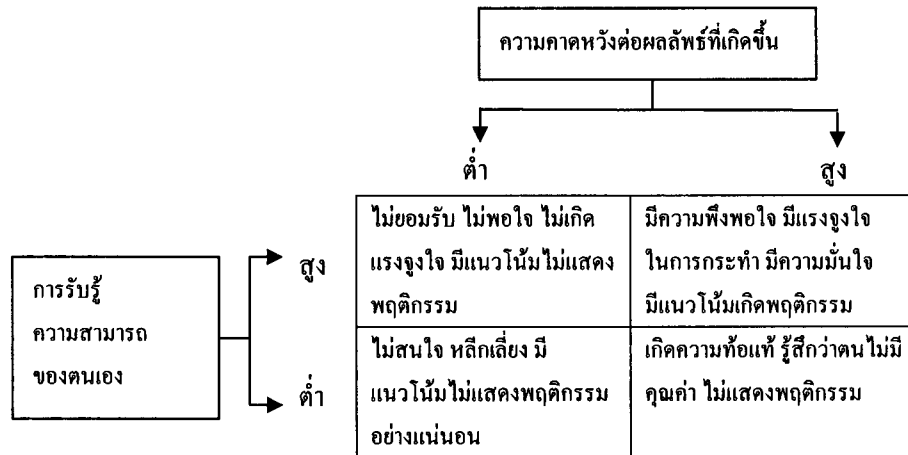 ความคาดหวังต่อผลลัพธ์ที่เกิดขึ้น
ต่ำ
สูง
ไม่ยอมรับ ไม่พอใจ ไม่เกิด
แรงจูงใจ มีแนวโน้มไม่แสดง
พฤติกรรม
มีความพึงพอใจ มีแรงจูงใจ
ในการกระทำ มีความมั่นใจ
มีแนวโน้มเกิดพฤติกรรม
การรับรู้
ความสามารถ
ของตนเอง
สูง
ต่ำ
ไม่สนใจ หลีกเลี่ยง มี
แนวโน้มไม่แสดงพฤติกรรม
อย่างแน่นอน
เกิดความท้อแท้ รู้สึกว่าตนไม่มี
คุณค่า ไม่แสดงพฤติกรรม